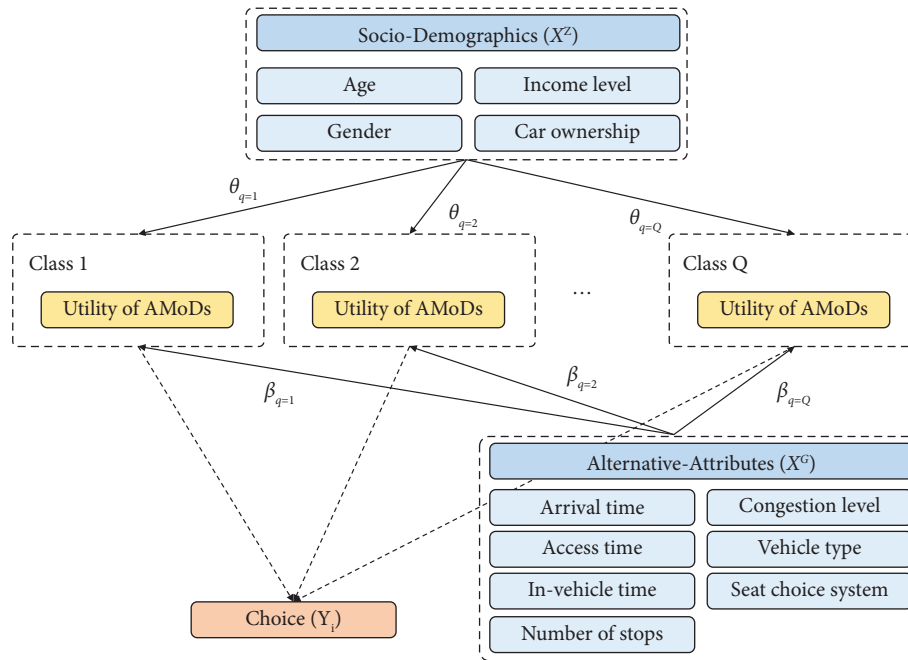 Socio-Demographics (X^Z)
Age
Income level
Gender
Car ownership
θ_{q=1}
θ_{q=2}
θ_{q=Q}
Class 1
Class 2
Class Q
Utility of AMoDs
Utility of AMoDs
...
Utility of AMoDs
β_{q=1}
β_{q=2}
β_{q=Q}
Alternative-Attributes (X^G)
Arrival time
Congestion level
Access time
Vehicle type
In-vehicle time
Seat choice system
Number of stops
Choice (Y_i)